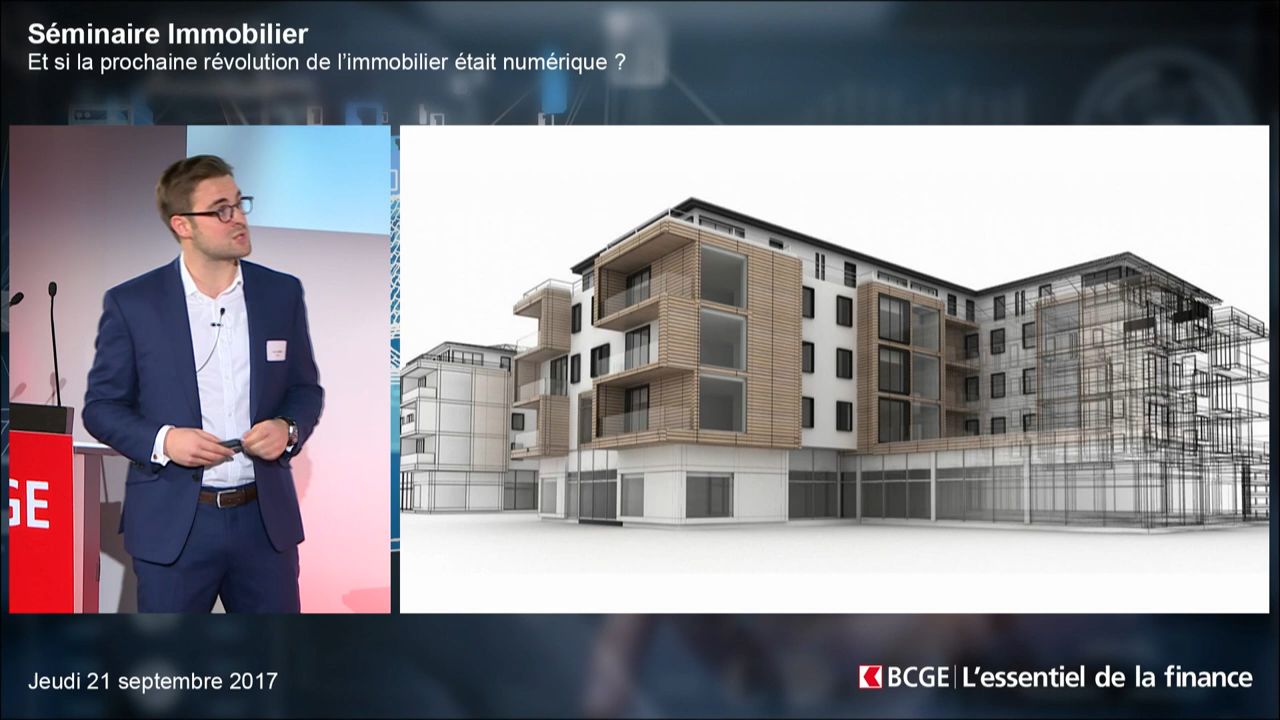 Séminaire Immobilier
Et si la prochaine révolution de l'immobilier était numérique ?
GE
Jeudi 21 septembre 2017
BCGE | L'essentiel de la finance